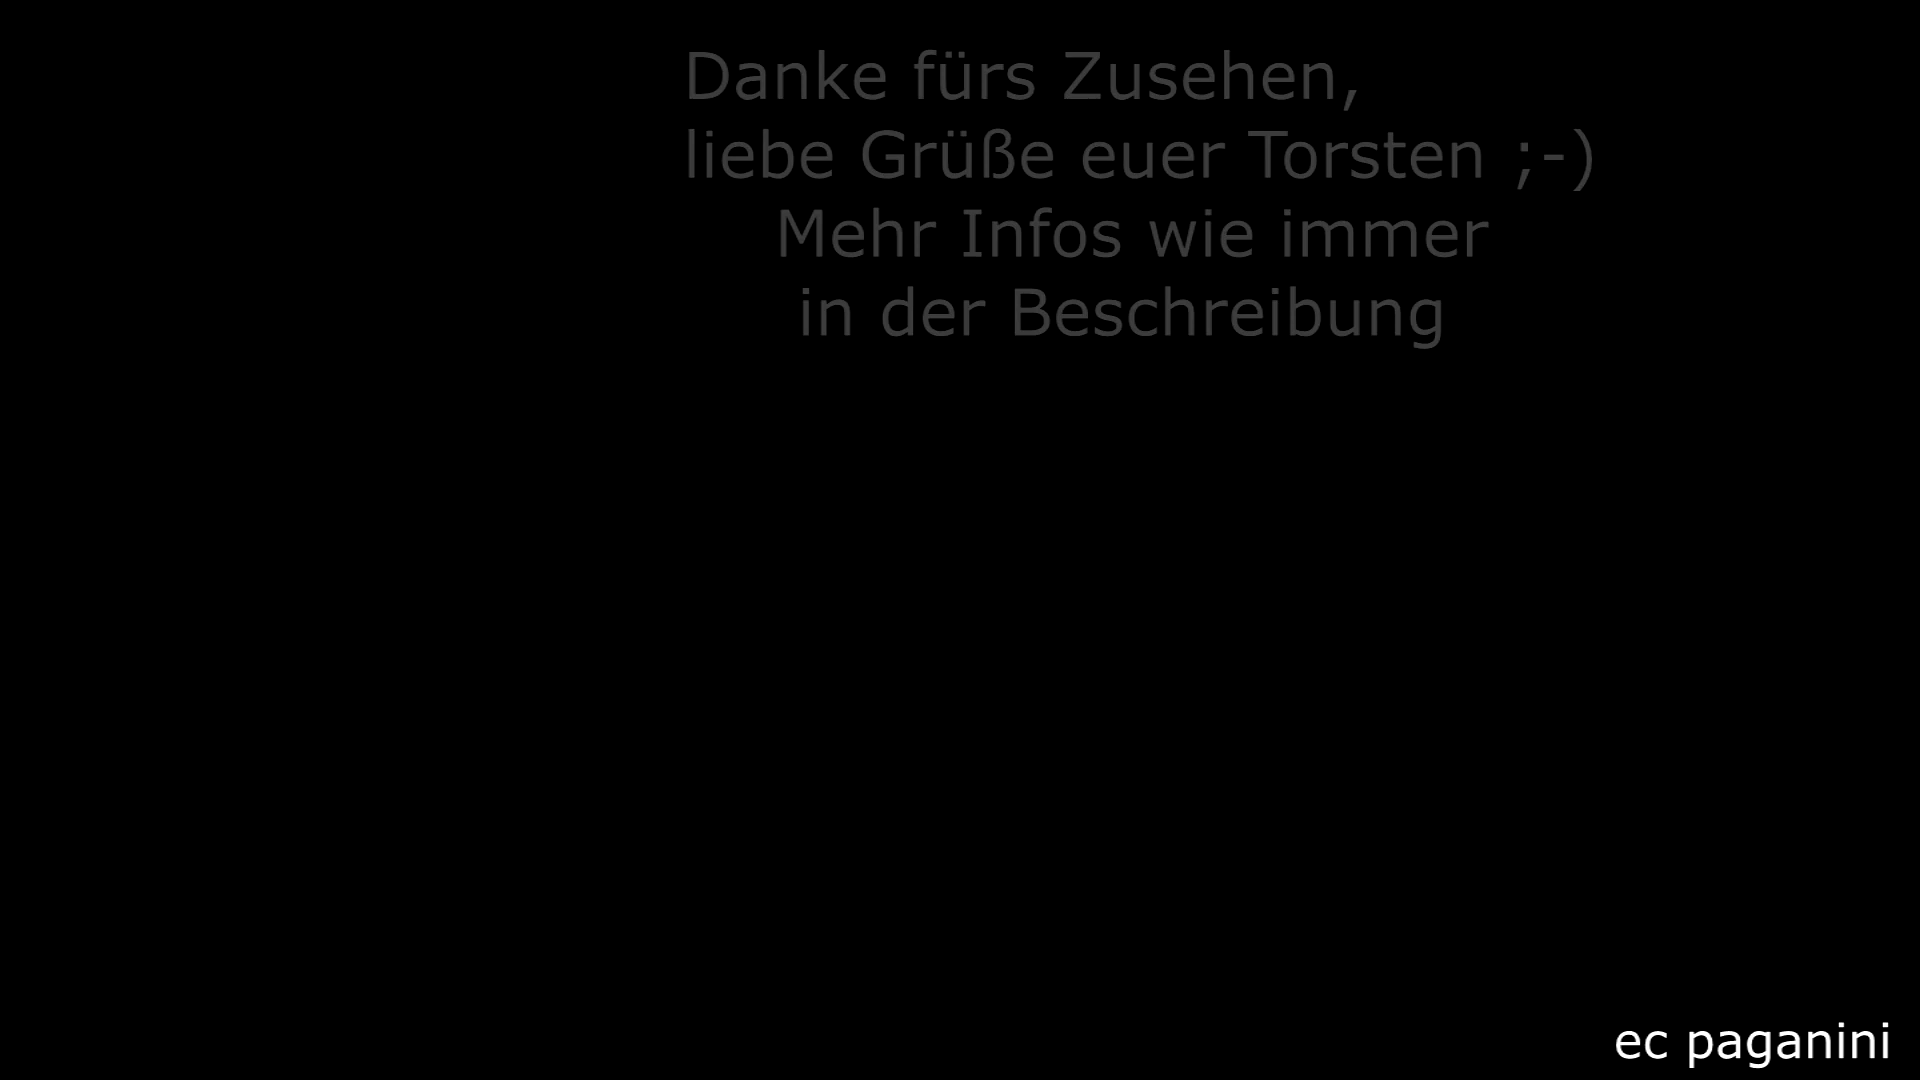 Danke fürs Zusehen,
liebe Grüße euer Torsten ;-)
Mehr Infos wie immer
in der Beschreibung
ec paganini